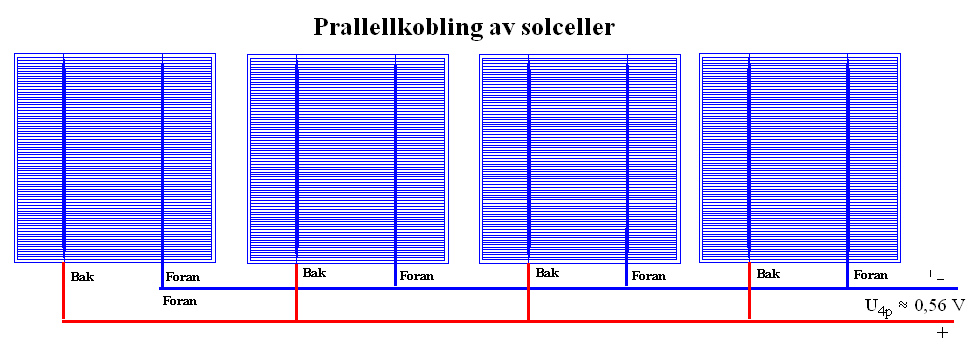 Prallellkobling av solceller
Bak Foran Bak Foran Bak Foran Bak Foran + –
Foran
U4p ≈ 0,56 V
+